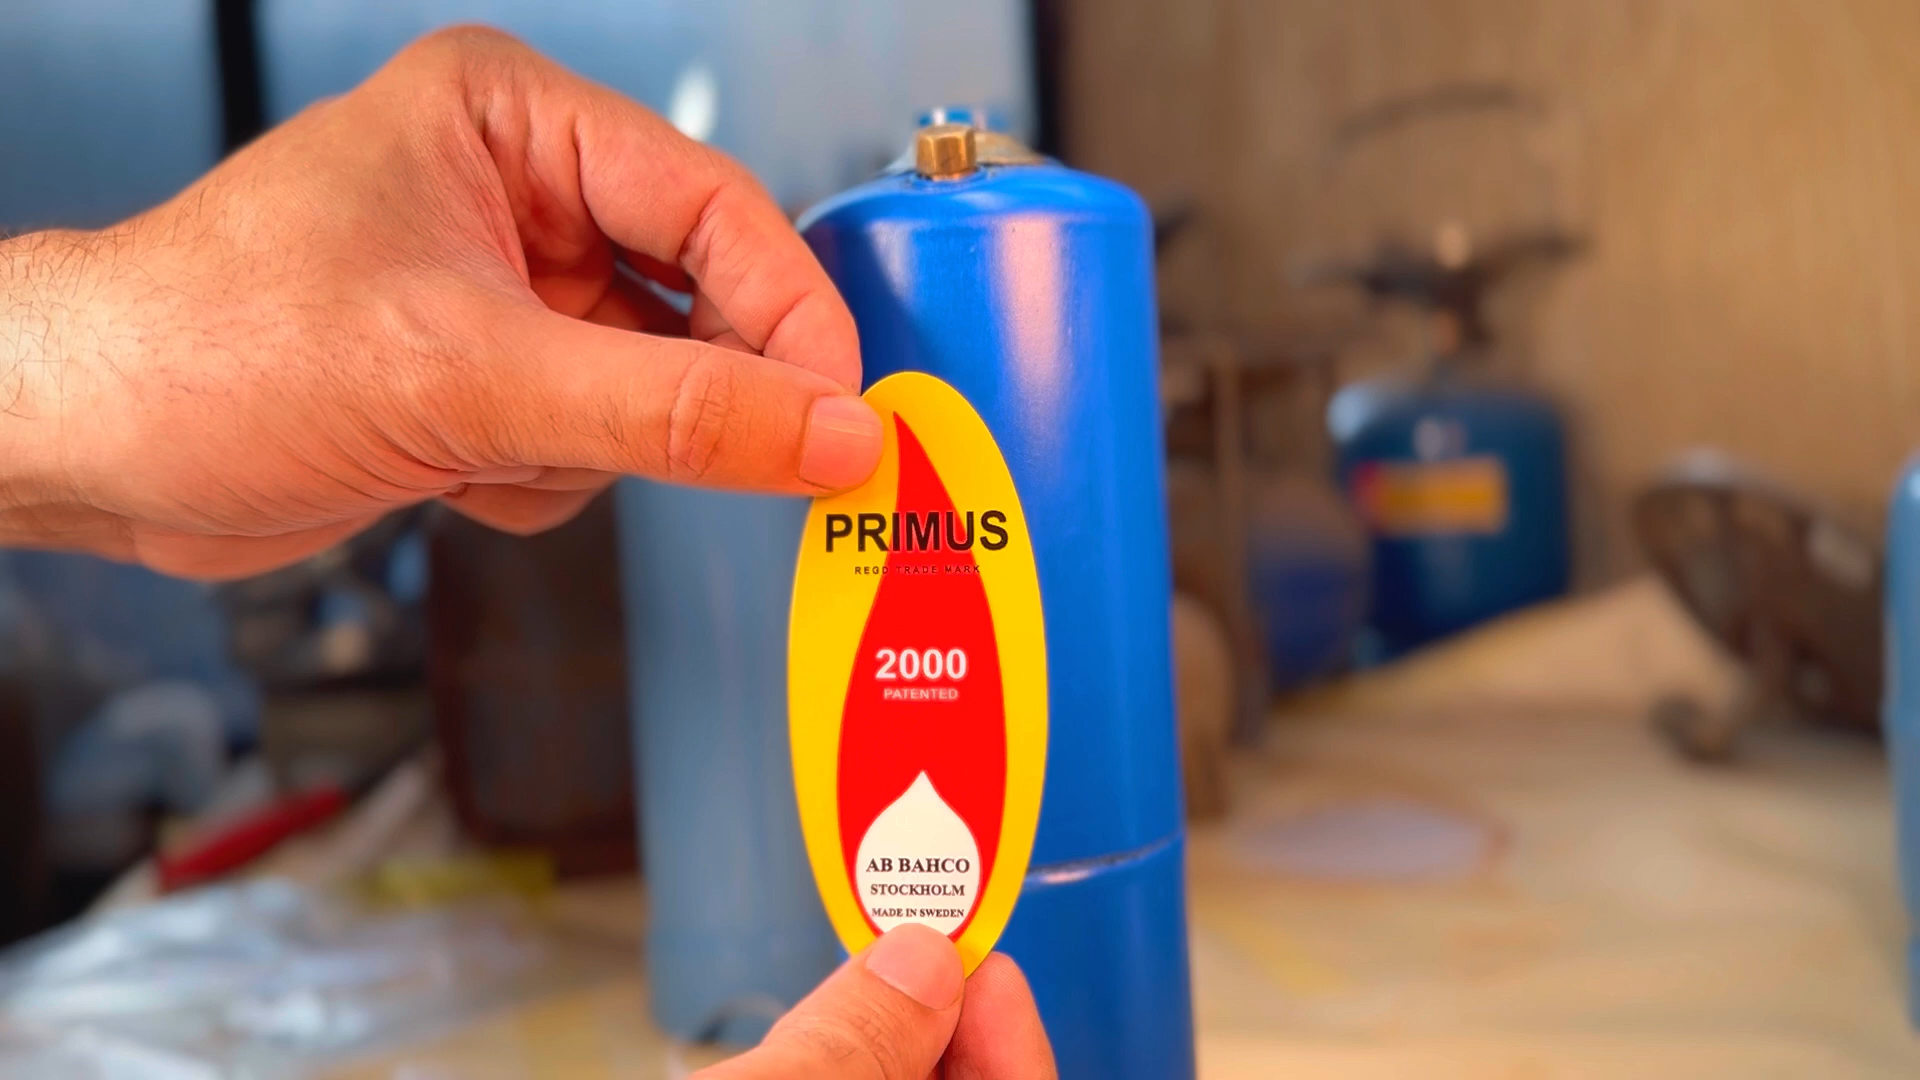 PRIMUS
REGD TRADE MARK
2000
PATENTED
AB BAHCO
STOCKHOLM
MADE IN SWEDEN